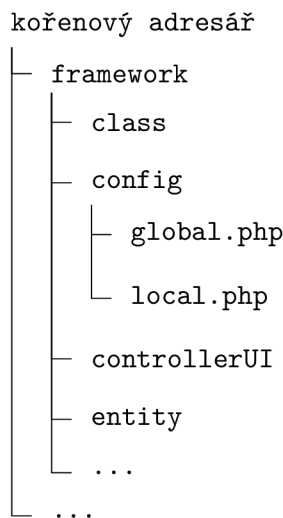 kořenový adresář
framework
class
config
global.php
local.php
controllerUI
entity
...
...